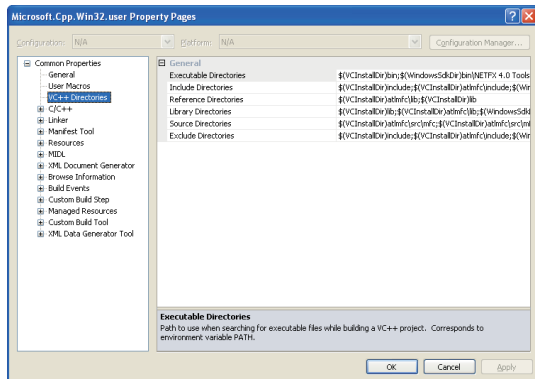 Microsoft.Cpp.Win32.user Property Pages
Configuration: N/A Platform: N/A Configuration Manager...
Common Properties
General
User Macros
VC++ Directories
C/C++
Linker
Manifest Tool
Resources
MIDL
XML Document Generator
Browse Information
Build Events
Custom Build Step
Managed Resources
Custom Build Tool
XML Data Generator Tool
General
Executable Directories $(VCInstallDir)bin;$(WindowsSdkDir)bin\NETFX 4.0 Tools
Include Directories $(VCInstallDir)include;$(VCInstallDir)atlmfc\include;$(Win
Reference Directories $(VCInstallDir)atlmfc\lib;$(VCInstallDir)lib
Library Directories $(VCInstallDir)lib;$(VCInstallDir)atlmfc\lib;$(WindowsSdkI
Source Directories $(VCInstallDir)atlmfc\src\mfc;$(VCInstallDir)atlmfc\src\mf
Exclude Directories $(VCInstallDir)include;$(VCInstallDir)atlmfc\include;$(Win
Executable Directories
Path to use when searching for executable files while building a VC++ project. Corresponds to
environment variable PATH.
OK Cancel Apply